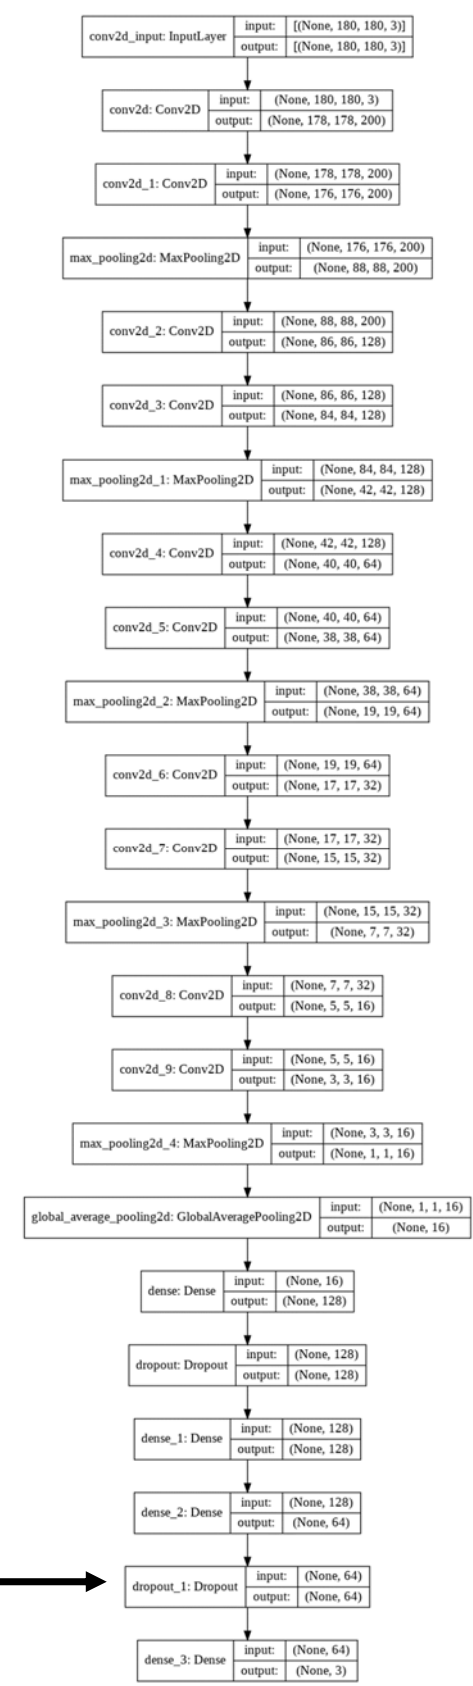 conv2d_input: InputLayer input: [(None, 180, 180, 3)]
output: [(None, 180, 180, 3)]
conv2d: Conv2D input: (None, 180, 180, 3)
output: (None, 178, 178, 200)
conv2d_1: Conv2D input: (None, 178, 178, 200)
output: (None, 176, 176, 200)
max_pooling2d: MaxPooling2D input: (None, 176, 176, 200)
output: (None, 88, 88, 200)
conv2d_2: Conv2D input: (None, 88, 88, 200)
output: (None, 86, 86, 128)
conv2d_3: Conv2D input: (None, 86, 86, 128)
output: (None, 84, 84, 128)
max_pooling2d_1: MaxPooling2D input: (None, 84, 84, 128)
output: (None, 42, 42, 128)
conv2d_4: Conv2D input: (None, 42, 42, 128)
output: (None, 40, 40, 64)
conv2d_5: Conv2D input: (None, 40, 40, 64)
output: (None, 38, 38, 64)
max_pooling2d_2: MaxPooling2D input: (None, 38, 38, 64)
output: (None, 19, 19, 64)
conv2d_6: Conv2D input: (None, 19, 19, 64)
output: (None, 17, 17, 32)
conv2d_7: Conv2D input: (None, 17, 17, 32)
output: (None, 15, 15, 32)
max_pooling2d_3: MaxPooling2D input: (None, 15, 15, 32)
output: (None, 7, 7, 32)
conv2d_8: Conv2D input: (None, 7, 7, 32)
output: (None, 5, 5, 16)
conv2d_9: Conv2D input: (None, 5, 5, 16)
output: (None, 3, 3, 16)
max_pooling2d_4: MaxPooling2D input: (None, 3, 3, 16)
output: (None, 1, 1, 16)
global_average_pooling2d: GlobalAveragePooling2D input: (None, 1, 1, 16)
output: (None, 16)
dense: Dense input: (None, 16)
output: (None, 128)
dropout: Dropout input: (None, 128)
output: (None, 128)
dense_1: Dense input: (None, 128)
output: (None, 128)
dense_2: Dense input: (None, 128)
output: (None, 64)
dropout_1: Dropout input: (None, 64)
output: (None, 64)
dense_3: Dense input: (None, 64)
output: (None, 3)